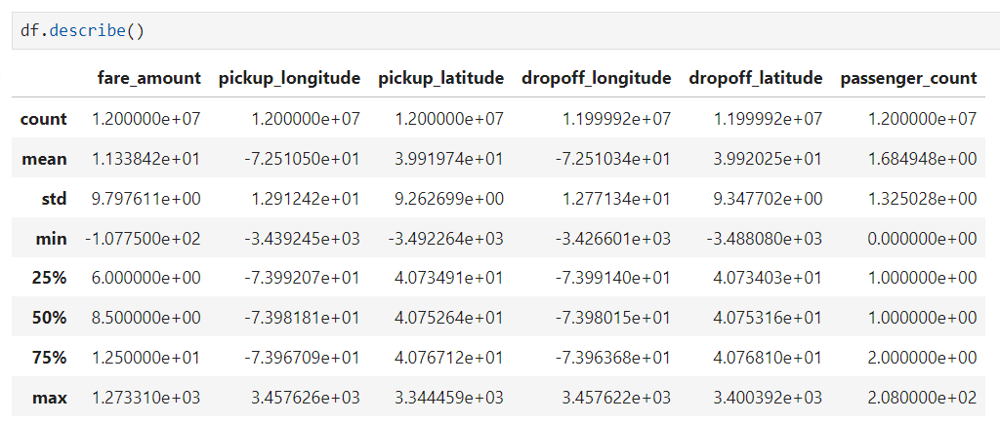 df.describe()
fare_amount pickup_longitude pickup_latitude dropoff_longitude dropoff_latitude passenger_count
count 1.200000e+07 1.200000e+07 1.200000e+07 1.199992e+07 1.199992e+07 1.200000e+07
mean 1.133842e+01 -7.251050e+01 3.991974e+01 -7.251034e+01 3.992025e+01 1.684948e+00
std 9.797611e+00 1.291242e+01 9.262699e+00 1.277134e+01 9.347702e+00 1.325028e+00
min -1.077500e+02 -3.439245e+03 -3.492264e+03 -3.426601e+03 -3.488080e+03 0.000000e+00
25% 6.000000e+00 -7.399207e+01 4.073491e+01 -7.399140e+01 4.073403e+01 1.000000e+00
50% 8.500000e+00 -7.398181e+01 4.075264e+01 -7.398015e+01 4.075316e+01 1.000000e+00
75% 1.250000e+01 -7.396709e+01 4.076712e+01 -7.396368e+01 4.076810e+01 2.000000e+00
max 1.273310e+03 3.457626e+03 3.344459e+03 3.457622e+03 3.400392e+03 2.080000e+02